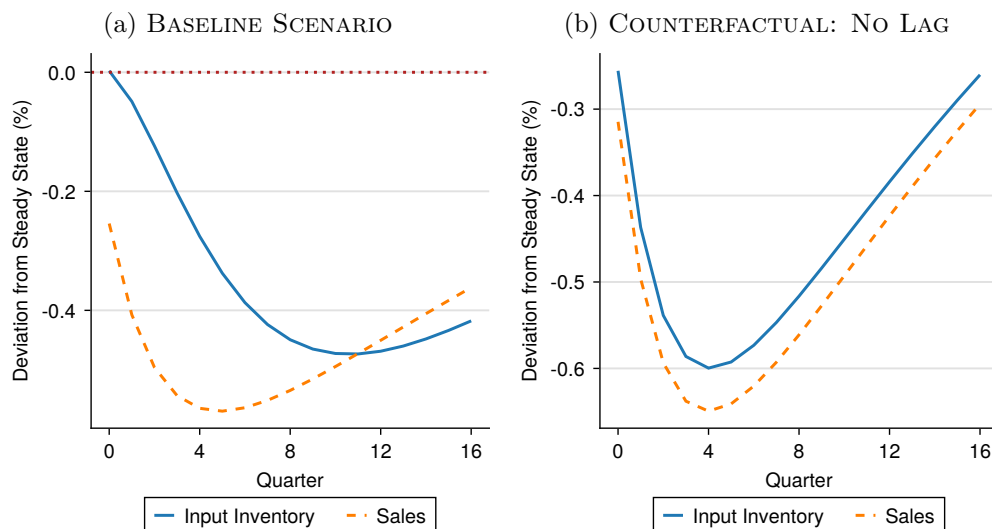 (a) BASELINE SCENARIO
Deviation from Steady State (%)
0.0
-0.2
-0.4
0
4
8
12
16
Quarter
Input Inventory
Sales
(b) COUNTERFACTUAL: NO LAG
Deviation from Steady State (%)
-0.3
-0.4
-0.5
-0.6
0
4
8
12
16
Quarter
Input Inventory
Sales